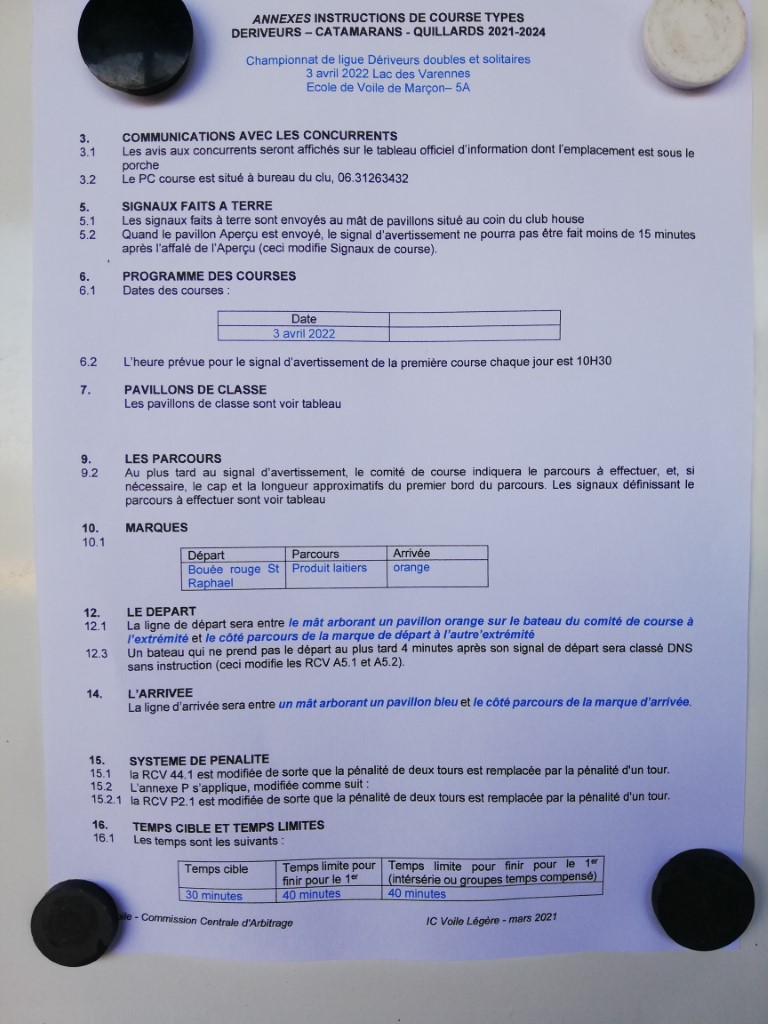 ANNEXES INSTRUCTIONS DE COURSE TYPES
DERIVEURS – CATAMARANS - QUILLARDS 2021-2024
Championnat de ligue Dériveurs doubles et solitaires
3 avril 2022 Lac des Varennes
Ecole de Voile de Marçon– 5A
3. COMMUNICATIONS AVEC LES CONCURRENTS
3.1 Les avis aux concurrents seront affichés sur le tableau officiel d'information dont l'emplacement est sous le
porche
3.2 Le PC course est situé à bureau du clu, 06.31263432
5. SIGNAUX FAITS A TERRE
5.1 Les signaux faits à terre sont envoyés au mât de pavillons situé au coin du club house
5.2 Quand le pavillon Aperçu est envoyé, le signal d'avertissement ne pourra pas être fait moins de 15 minutes
après l'affalé de l'Aperçu (ceci modifie Signaux de course).
6. PROGRAMME DES COURSES
6.1 Dates des courses :
Date
3 avril 2022
6.2 L'heure prévue pour le signal d'avertissement de la première course chaque jour est 10H30
7. PAVILLONS DE CLASSE
Les pavillons de classe sont voir tableau
9. LES PARCOURS
9.2 Au plus tard au signal d'avertissement, le comité de course indiquera le parcours à effectuer, et, si
nécessaire, le cap et la longueur approximatifs du premier bord du parcours. Les signaux définissant le
parcours à effectuer sont voir tableau
10. MARQUES
10.1
Départ Parcours Arrivée
Bouée rouge St Produit laitiers orange
Raphael
12. LE DEPART
12.1 La ligne de départ sera entre le mât arborant un pavillon orange sur le bateau du comité de course à
l'extrémité et le côté parcours de la marque de départ à l'autre'extrémité
12.3 Un bateau qui ne prend pas le départ au plus tard 4 minutes après son signal de départ sera classé DNS
sans instruction (ceci modifie les RCV A5.1 et A5.2).
14. L'ARRIVEE
La ligne d'arrivée sera entre un mât arborant un pavillon bleu et le côté parcours de la marque d'arrivée.
15. SYSTEME DE PENALITE
15.1 la RCV 44.1 est modifiée de sorte que la pénalité de deux tours est remplacée par la pénalité d'un tour.
15.2 L'annexe P s'applique, modifiée comme suit :
15.2.1 la RCV P2.1 est modifiée de sorte que la pénalité de deux tours est remplacée par la pénalité d'un tour.
16. TEMPS CIBLE ET TEMPS LIMITES
16.1 Les temps sont les suivants :
Temps cible Temps limite pour Temps limite pour finir pour le 1er
finir pour le 1er (intérsérie ou groupes temps compensé)
30 minutes 40 minutes 40 minutes
- Commission Centrale d'Arbitrage IC Voile Légère - mars 2021